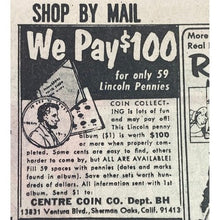 SHOP BY MAIL
We Pay $100
for only 59
Lincoln Pennies
COIN COLLECT-
ING is lots of
fun and may
pay off! This
Lincoln penny
album ($1) is
worth $100
or more when properly
completed. Some cents are easy to find, others
harder to come by, but ALL ARE AVAILABLE!
Fill 59 spaces with pennies (dates and marks
found in album). Save other sets worth hun-
dreds of dollars. All information sent with 1st
album. Send $1 to:
CENTRE COIN CO. Dept. BH
13831 Ventura Blvd., Sherman Oaks, Calif. 91413
More
Real
R